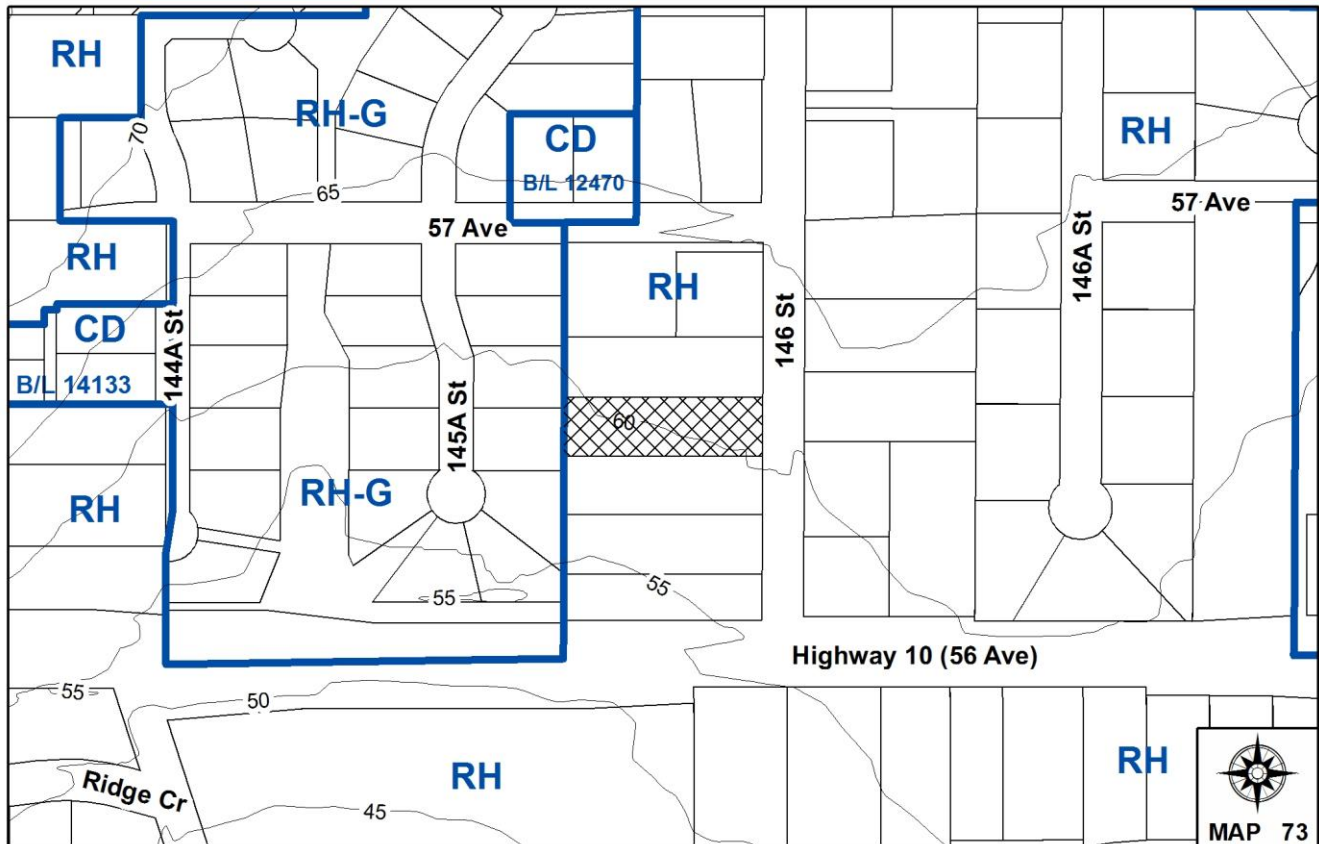 RH
RH-G
70
CD
B/L 12470
RH
65
57 Ave
57 Ave
RH
RH
144A St
146 St
146A St
CD
B/L 14133
145A St
60
RH
RH-G
55
55
Highway 10 (56 Ave)
55
50
RH
RH
Ridge Cr
45
MAP 73